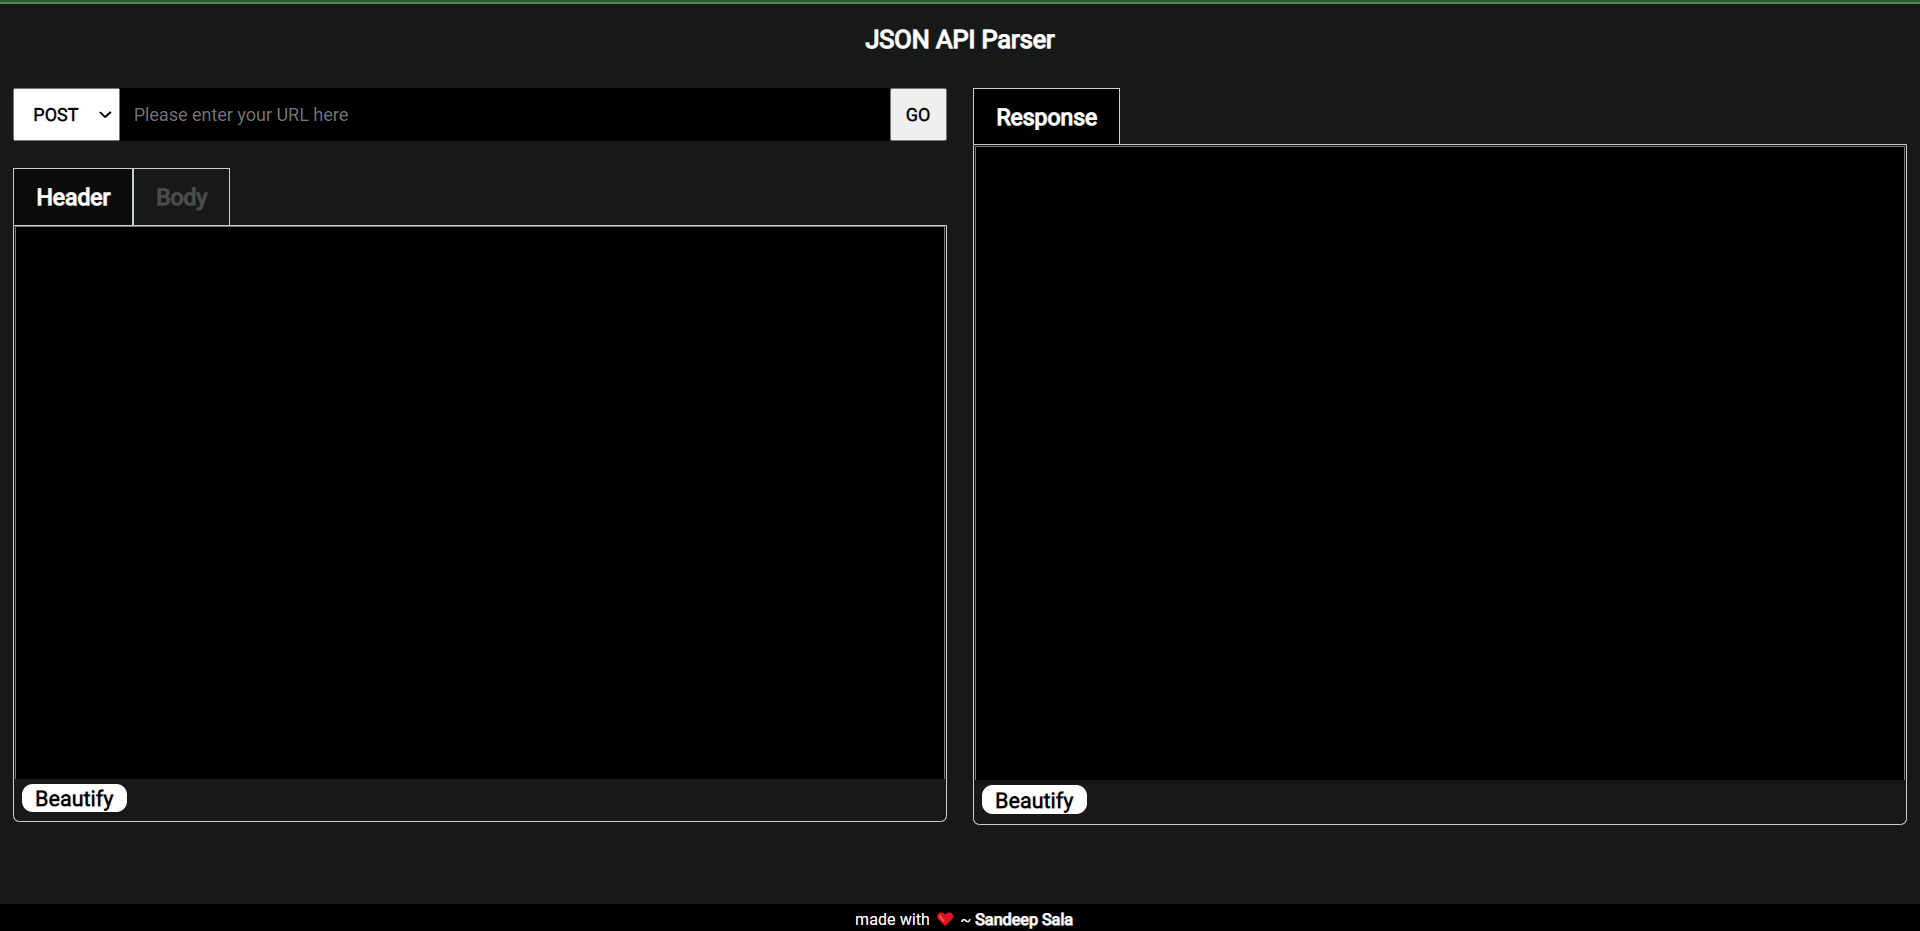 JSON API Parser
POST Please enter your URL here GO
Header Body
Beautify
Response
Beautify
made with ❤️ ~ Sandeep Sala